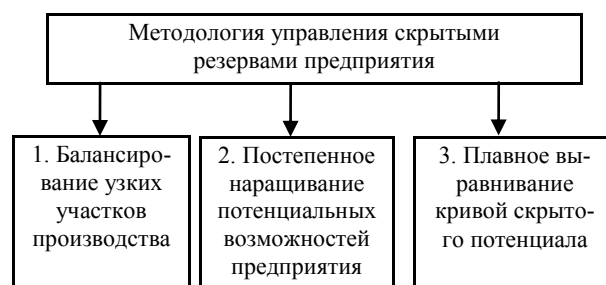 Методология управления скрытыми
резервами предприятия
1. Балансиро-
вание узких
участков
производства
2. Постепенное
наращивание
потенциальных
возможностей
предприятия
3. Плавное вы-
равнивание
кривой скрыто-
го потенциала